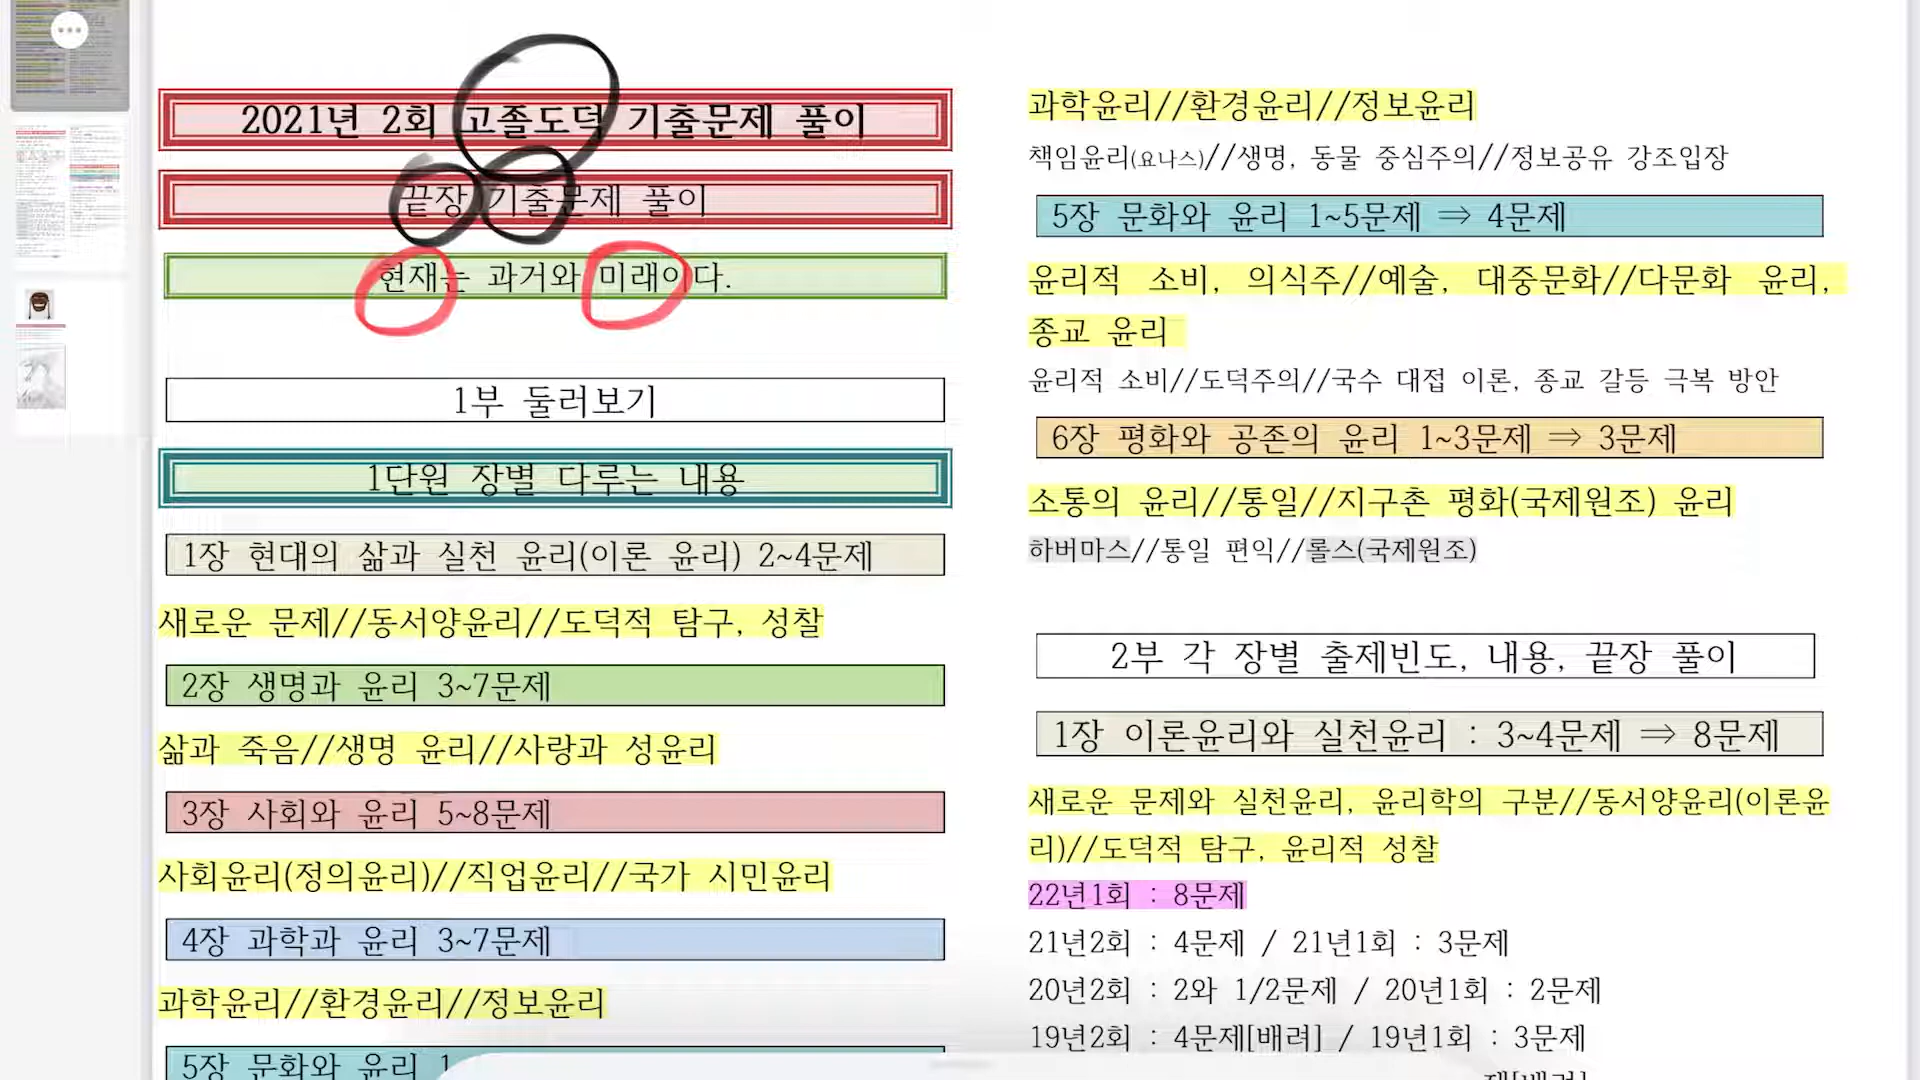 2021년 2회 고졸도덕 기출문제 풀이
끝장 기출문제 풀이
현재는 과거와 미래이다.
1부 둘러보기
1단원 장별 다루는 내용
1장 현대의 삶과 실천 윤리(이론 윤리) 2~4문제
새로운 문제//동서양윤리//도덕적 탐구, 성찰
2장 생명과 윤리 3~7문제
삶과 죽음//생명 윤리//사랑과 성윤리
3장 사회와 윤리 5~8문제
사회윤리(정의윤리)//직업윤리//국가 시민윤리
4장 과학과 윤리 3~7문제
과학윤리//환경윤리//정보윤리
5장 문화와 윤리 1
과학윤리//환경윤리//정보윤리
책임윤리(요나스)//생명, 동물 중심주의//정보공유 강조입장
5장 문화와 윤리 1~5문제 ⇒ 4문제
윤리적 소비, 의식주//예술, 대중문화//다문화 윤리,
종교 윤리
윤리적 소비//도덕주의//국수 대접 이론, 종교 갈등 극복 방안
6장 평화와 공존의 윤리 1~3문제 ⇒ 3문제
소통의 윤리//통일//지구촌 평화(국제원조) 윤리
하버마스//통일 편익//롤스(국제원조)
2부 각 장별 출제빈도, 내용, 끝장 풀이
1장 이론윤리와 실천윤리 : 3~4문제 ⇒ 8문제
새로운 문제와 실천윤리, 윤리학의 구분//동서양윤리(이론윤
리)//도덕적 탐구, 윤리적 성찰
22년1회 : 8문제
21년2회 : 4문제 / 21년1회 : 3문제
20년2회 : 2와 1/2문제 / 20년1회 : 2문제
19년2회 : 4문제[배려] / 19년1회 : 3문제